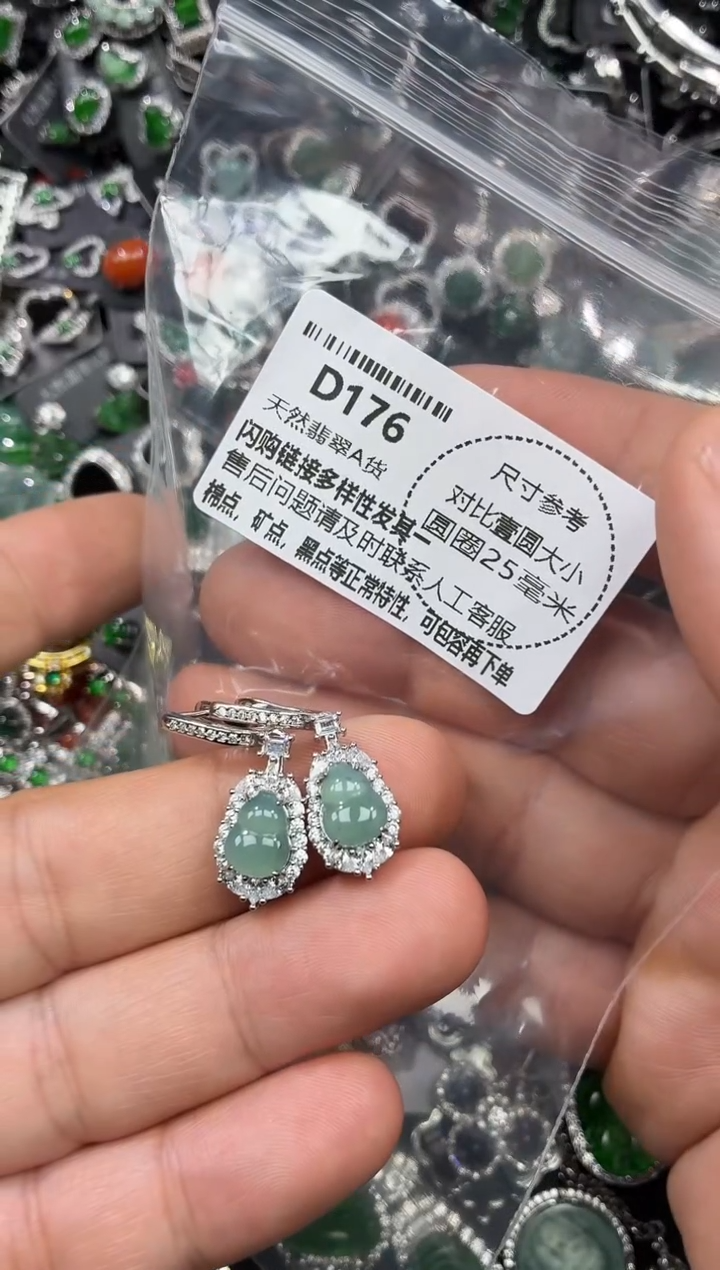 D176
天然翡翠A货
闪购链接多样性发其一
售后问题请及时联系人工客服
棉点，矿点，黑点等正常特性，可包容再下单
尺寸参考
对比壹圆大小
圆圈25毫米